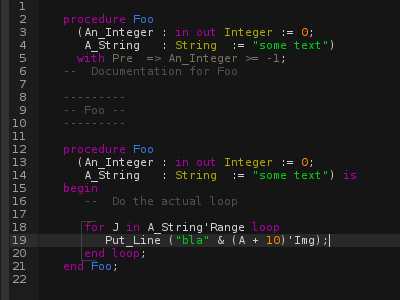 1
2 procedure Foo
3 (An_Integer : in out Integer := 0;
4 A_String   : String  := "some text")
5 with Pre  => An_Integer >= -1;
6 --  Documentation for Foo
7
8 ---------
9 -- Foo --
10 ---------
11
12 procedure Foo
13 (An_Integer : in out Integer := 0;
14 A_String   : String  := "some text") is
15 begin
16 --  Do the actual loop
17
18 for J in A_String'Range loop
19 Put_Line ("bla" & (A + 10)'Img);
20 end loop;
21 end Foo;
22